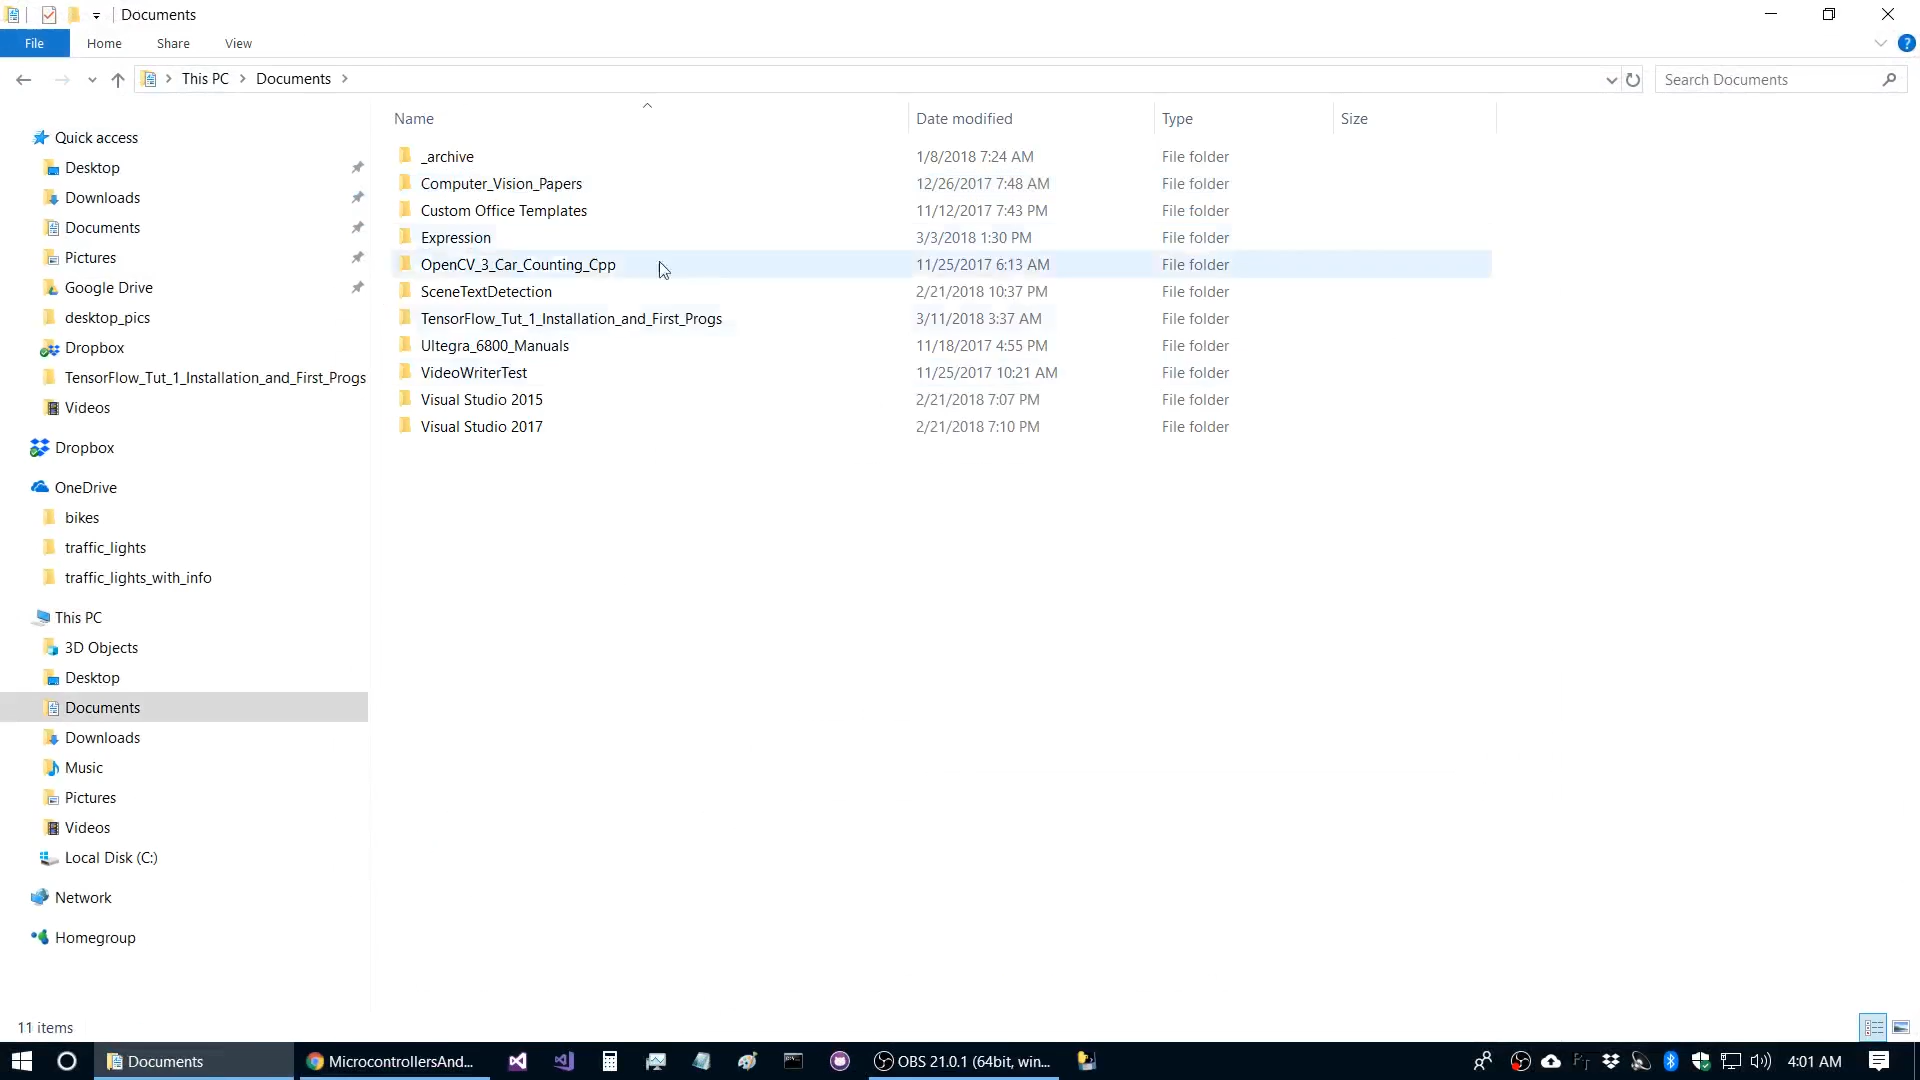 Documents
File Home Share View
This PC Documents
Search Documents
Name Date modified Type Size
_archive 1/8/2018 7:24 AM File folder
Computer_Vision_Papers 12/26/2017 7:48 AM File folder
Custom Office Templates 11/12/2017 7:43 PM File folder
Expression 3/3/2018 1:30 PM File folder
OpenCV_3_Car_Counting_Cpp 11/25/2017 6:13 AM File folder
SceneTextDetection 2/21/2018 10:37 PM File folder
TensorFlow_Tut_1_Installation_and_First_Progs 3/11/2018 3:37 AM File folder
Ultegra_6800_Manuals 11/18/2017 4:55 PM File folder
VideoWriterTest 11/25/2017 10:21 AM File folder
Visual Studio 2015 2/21/2018 7:07 PM File folder
Visual Studio 2017 2/21/2018 7:10 PM File folder
Quick access
Desktop
Downloads
Documents
Pictures
Google Drive
desktop_pics
Dropbox
TensorFlow_Tut_1_Installation_and_First_Progs
Videos
Dropbox
OneDrive
bikes
traffic_lights
traffic_lights_with_info
This PC
3D Objects
Desktop
Documents
Downloads
Music
Pictures
Videos
Local Disk (C:)
Network
Homegroup
11 items
Documents MicrocontrollersAnd... OBS 21.0.1 (64bit, win... 4:01 AM